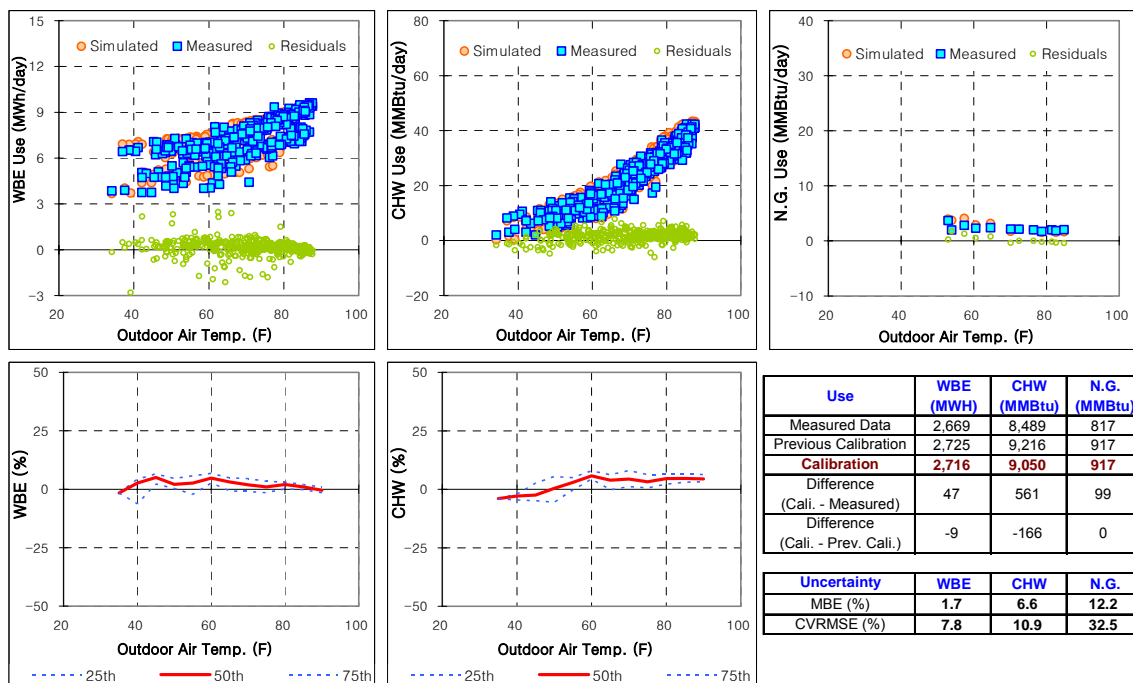 15
12
9
6
3
0
-3
WBE Use (MWh/day)
Simulated Measured Residuals
20 40 60 80 100
Outdoor Air Temp. (F)
80
60
40
20
0
-20
CHW Use (MMBtu/day)
Simulated Measured Residuals
20 40 60 80 100
Outdoor Air Temp. (F)
40
30
20
10
0
-10
N.G. Use (MMBtu/day)
Simulated Measured Residuals
20 40 60 80 100
Outdoor Air Temp. (F)
50
25
0
-25
-50
WBE (%)
20 40 60 80 100
Outdoor Air Temp. (F)
25th 50th 75th
50
25
0
-25
-50
CHW (%)
20 40 60 80 100
Outdoor Air Temp. (F)
25th 50th 75th
Use WBE (MWH) CHW (MMBtu) N.G. (MMBtu)
Measured Data 2,669 8,489 817
Previous Calibration 2,725 9,216 917
Calibration 2,716 9,050 917
Difference (Cali. - Measured) 47 561 99
Difference (Cali. - Prev. Cali.) -9 -166 0
Uncertainty WBE CHW N.G.
MBE (%) 1.7 6.6 12.2
CVRMSE (%) 7.8 10.9 32.5